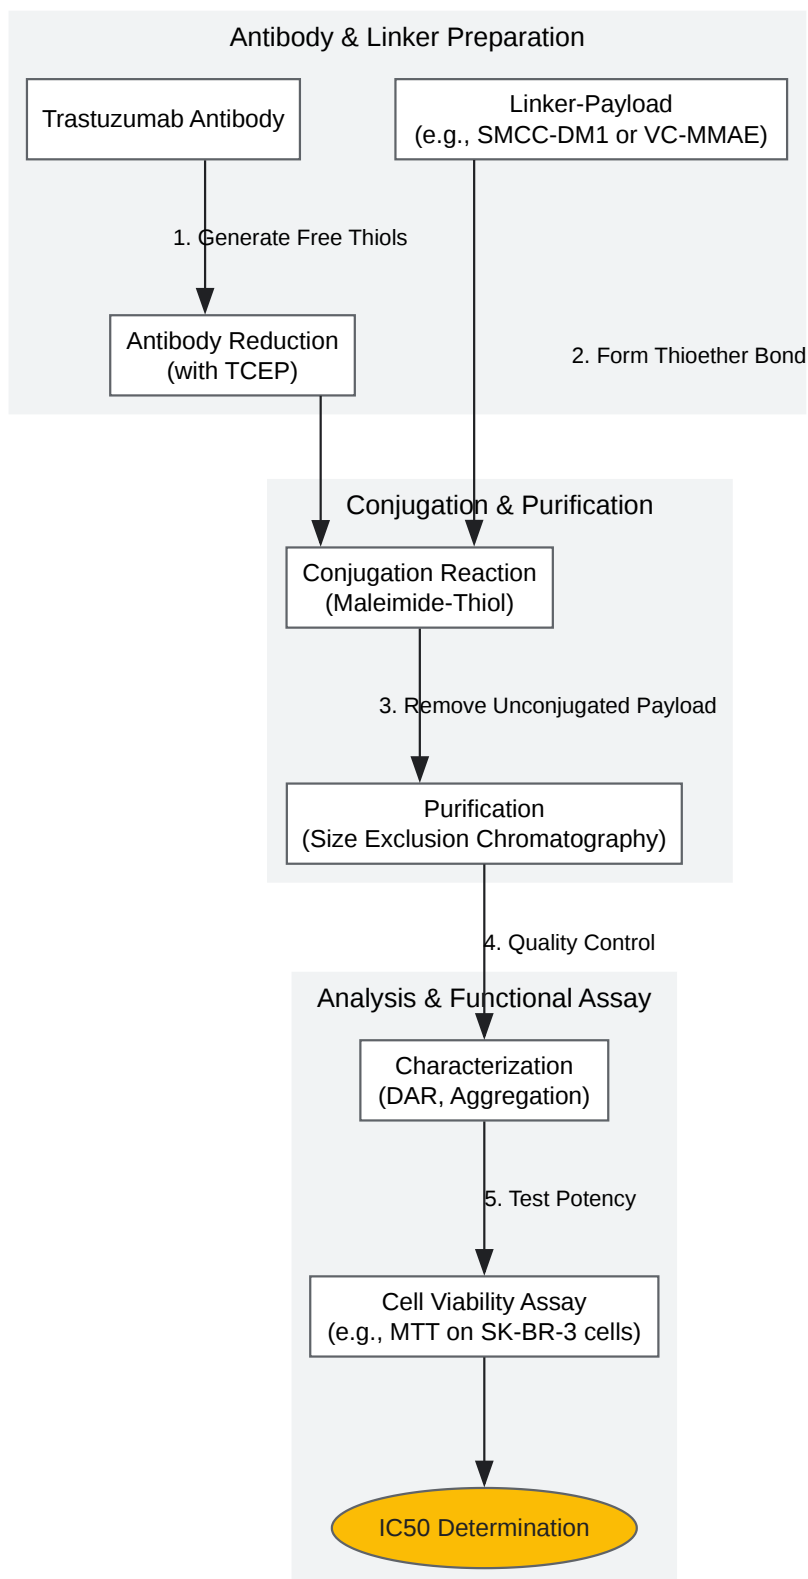 Antibody & Linker Preparation
Trastuzumab Antibody
Linker-Payload
(e.g., SMCC-DM1 or VC-MMAE)
1. Generate Free Thiols
Antibody Reduction
(with TCEP)
2. Form Thioether Bond
Conjugation & Purification
Conjugation Reaction
(Maleimide-Thiol)
3. Remove Unconjugated Payload
Purification
(Size Exclusion Chromatography)
4. Quality Control
Analysis & Functional Assay
Characterization
(DAR, Aggregation)
5. Test Potency
Cell Viability Assay
(e.g., MTT on SK-BR-3 cells)
IC50 Determination